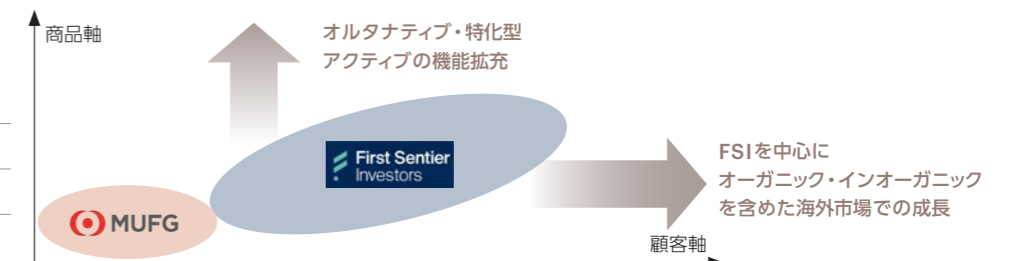 商品軸
オルタナティブ・特化型
アクティブの機能拡充
First Sentier
Investors
MUFG
FSIを中心に
オーガニック・インオーガニック
を含めた海外市場での成長
顧客軸